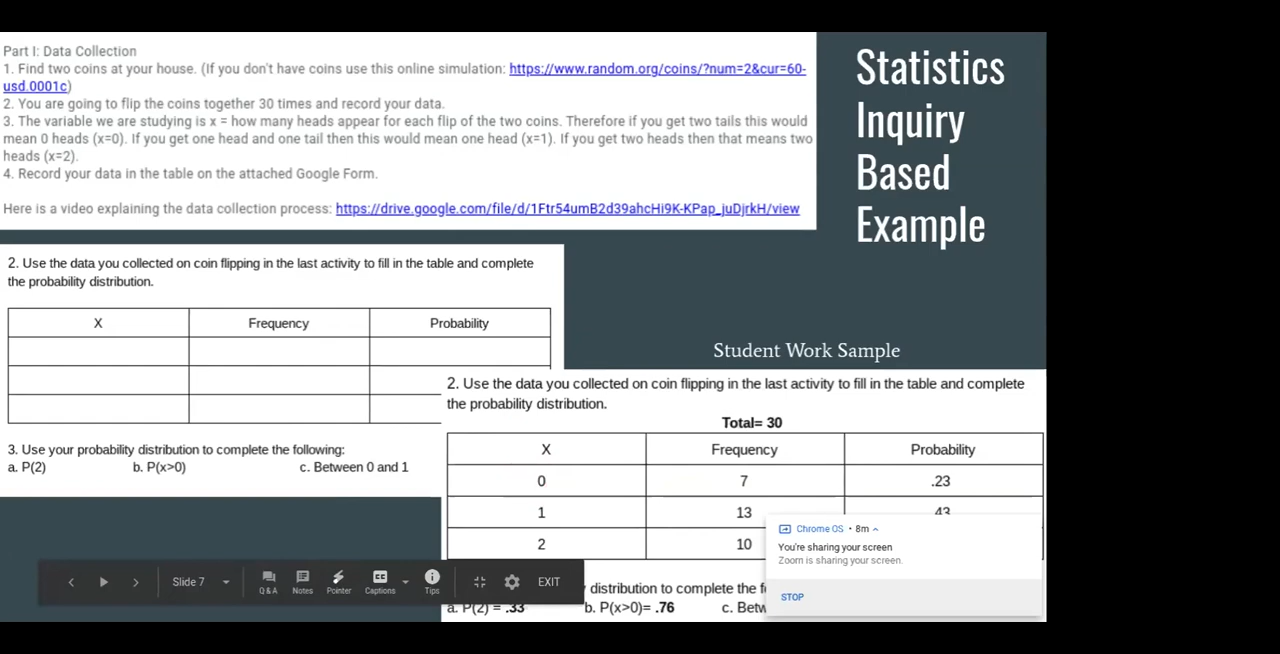 Part I: Data Collection
1. Find two coins at your house. (If you don't have coins use this online simulation: https://www.random.org/coins/?num=2&cur=60-
usd.0001c)
2. You are going to flip the coins together 30 times and record your data.
3. The variable we are studying is x = how many heads appear for each flip of the two coins. Therefore if you get two tails this would
mean 0 heads (x=0). If you get one head and one tail then this would mean one head (x=1). If you get two heads then that means two
heads (x=2).
4. Record your data in the table on the attached Google Form.
Here is a video explaining the data collection process: https://drive.google.com/file/d/1Ftr54umB2d39ahcHi9K-KPap_juDjrkH/view
Statistics
Inquiry
Based
Example
2. Use the data you collected on coin flipping in the last activity to fill in the table and complete
the probability distribution.
X Frequency Probability
3. Use your probability distribution to complete the following:
a. P(2) b. P(x>0) c. Between 0 and 1
Student Work Sample
2. Use the data you collected on coin flipping in the last activity to fill in the table and complete
the probability distribution.
Total= 30
X Frequency Probability
0 7 .23
1 13 .43
2 10
distribution to complete the
a. P(2) = .33 b. P(x>0)= .76 c.
Chrome OS • 8m
You're sharing your screen
Zoom is sharing your screen.
STOP
Slide 7 Q&A Notes Pointer Captions Tips EXIT